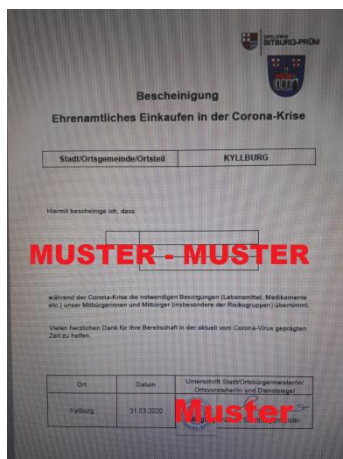 EIFELKREIS
BITBURG-PRÜM
Bescheinigung
Ehrenamtliches Einkaufen in der Corona-Krise
Stadt/Ortsgemeinde/Ortsteil KYLLBURG
Hiermit bescheinige ich, dass
MUSTER - MUSTER
während der Corona-Krise die notwendigen Besorgungen (Lebensmittel, Medikamente
etc.) unser Mitbürgerinnen und Mitbürger (insbesondere der Risikogruppen) übernimmt.
Vielen herzlichen Dank für Ihre Bereitschaft in der aktuell vom Corona-Virus geprägten
Zeit zu helfen.
Ort Datum Unterschrift Stadt/Ortsbürgermeister/in/
Ortsvorsteher/in und Dienstsiegel
Kyllburg 31.03.2020
Muster